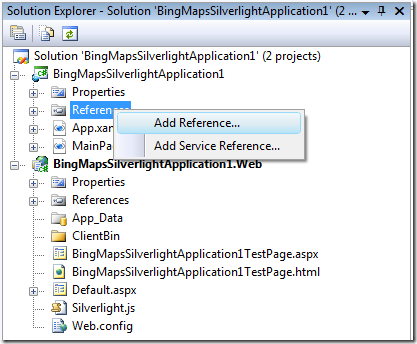 Solution Explorer - Solution 'BingMapsSilverlightApplication1' (2 ...
Solution 'BingMapsSilverlightApplication1' (2 projects)
BingMapsSilverlightApplication1
Properties
References
Add Reference...
App.xam
Add Service Reference...
MainPa
BingMapsSilverlightApplication1.Web
Properties
References
App_Data
ClientBin
BingMapsSilverlightApplication1TestPage.aspx
BingMapsSilverlightApplication1TestPage.html
Default.aspx
Silverlight.js
Web.config